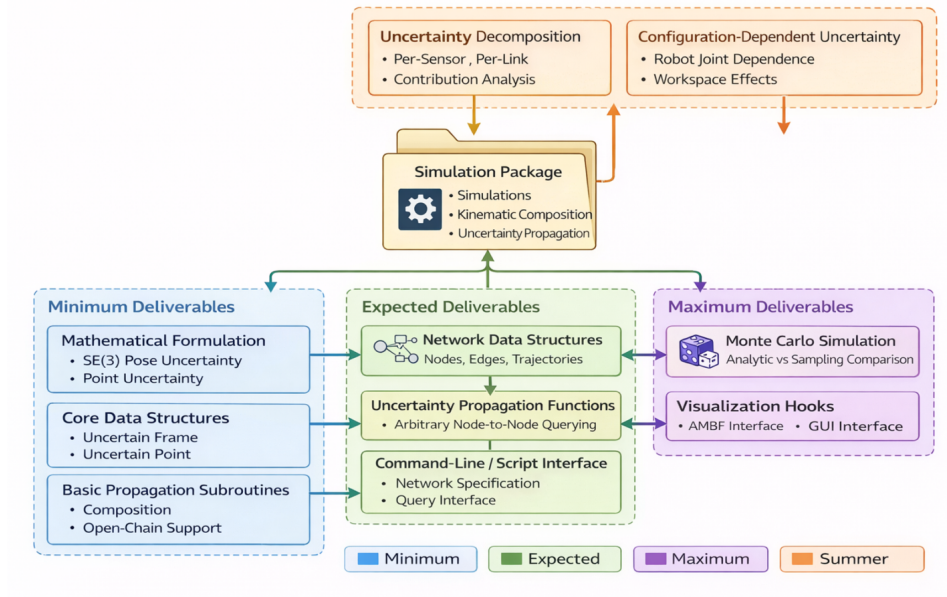 Uncertainty Decomposition
• Per-Sensor , Per-Link
• Contribution Analysis
Configuration-Dependent Uncertainty
• Robot Joint Dependence
• Workspace Effects
Simulation Package
• Simulations
• Kinematic Composition
• Uncertainty Propagation
Minimum Deliverables
Mathematical Formulation
• SE(3) Pose Uncertainty
• Point Uncertainty
Core Data Structures
• Uncertain Frame
• Uncertain Point
Basic Propagation Subroutines
• Composition
• Open-Chain Support
Expected Deliverables
Network Data Structures
Nodes, Edges, Trajectories
Uncertainty Propagation Functions
• Arbitrary Node-to-Node Querying
Command-Line / Script Interface
• Network Specification
• Query Interface
Maximum Deliverables
Monte Carlo Simulation
Analytic vs Sampling Comparison
Visualization Hooks
• AMBF Interface • GUI Interface
Minimum
Expected
Maximum
Summer